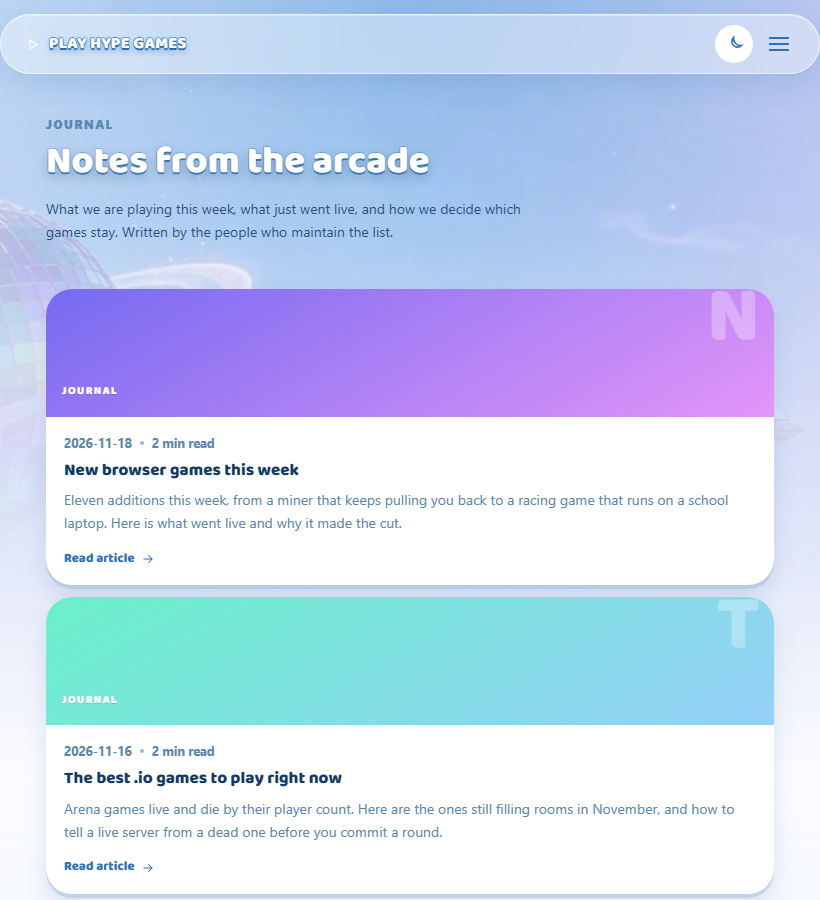 PLAY HYPE GAMES
JOURNAL
Notes from the arcade
What we are playing this week, what just went live, and how we decide which
games stay. Written by the people who maintain the list.
N
JOURNAL
2026-11-18 • 2 min read
New browser games this week
Eleven additions this week, from a miner that keeps pulling you back to a racing game that runs on a school
laptop. Here is what went live and why it made the cut.
Read article →
T
JOURNAL
2026-11-16 • 2 min read
The best .io games to play right now
Arena games live and die by their player count. Here are the ones still filling rooms in November, and how to
tell a live server from a dead one before you commit a round.
Read article →